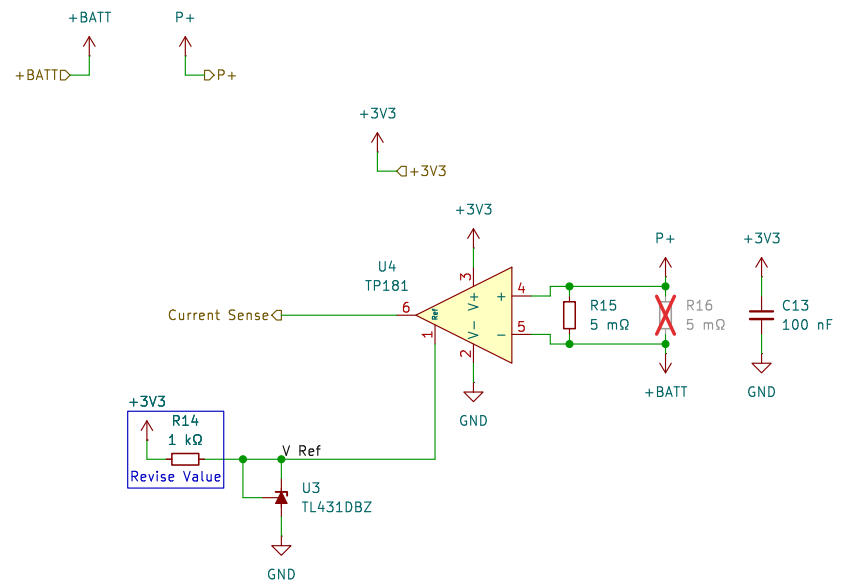 +BATT
P+
+BATT
P+
+3V3
+3V3
+3V3
U4
TP181
3
V+
+
4
6
Ref
Current Sense
1
V-
-
5
2
GND
P+
R15
5 mΩ
R16
5 mΩ
+BATT
+3V3
C13
100 nF
GND
+3V3
R14
1 kΩ
Revise Value
V Ref
U3
TL431DBZ
GND